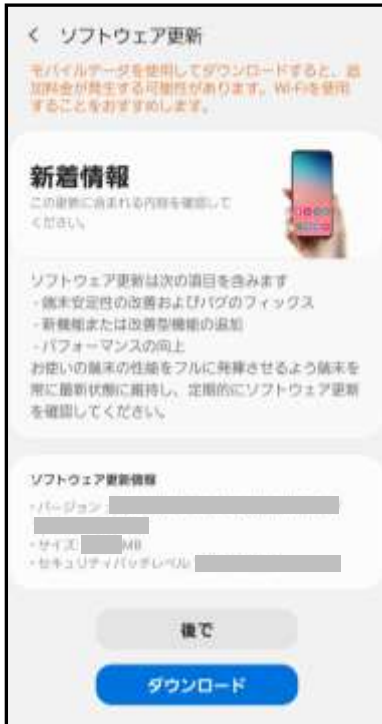 < ソフトウェア更新
モバイルデータを使用してダウンロードすると、追
加料金が発生する可能性があります。Wi-Fiを使用
することをおすすめします。
新着情報
この更新に含まれる内容を確認して
ください。
ソフトウェア更新は次の項目を含みます
- 端末安定性の改善およびバグのフィックス
- 新機能または改善型機能の追加
- パフォーマンスの向上
お使いの端末の性能をフルに発揮させるよう端末を
常に最新状態に維持し、定期的にソフトウェア更新
を確認してください。
ソフトウェア更新情報
・バージョン :
・サイズ: MB
・セキュリティパッチレベル:
後で
ダウンロード